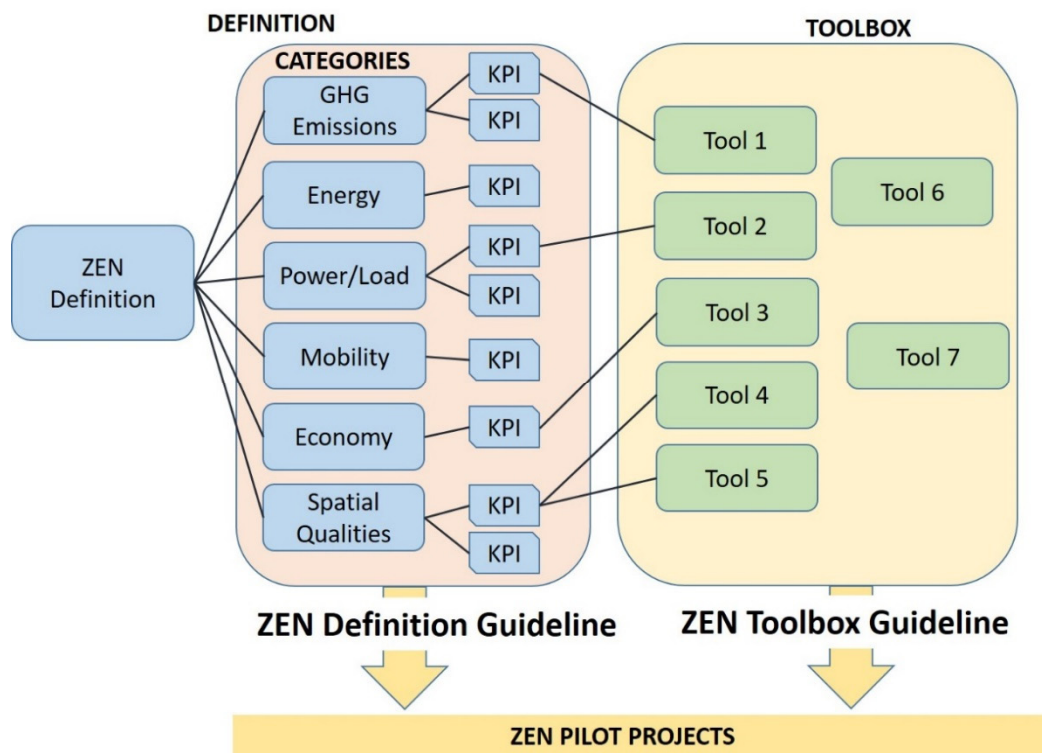 DEFINITION
TOOLBOX
CATEGORIES
GHG
Emissions
KPI
KPI
Energy
KPI
ZEN
Definition
Power/Load
KPI
KPI
Mobility
KPI
Economy
KPI
Spatial
Qualities
KPI
KPI
Tool 1
Tool 6
Tool 2
Tool 3
Tool 7
Tool 4
Tool 5
ZEN Definition Guideline
ZEN Toolbox Guideline
ZEN PILOT PROJECTS